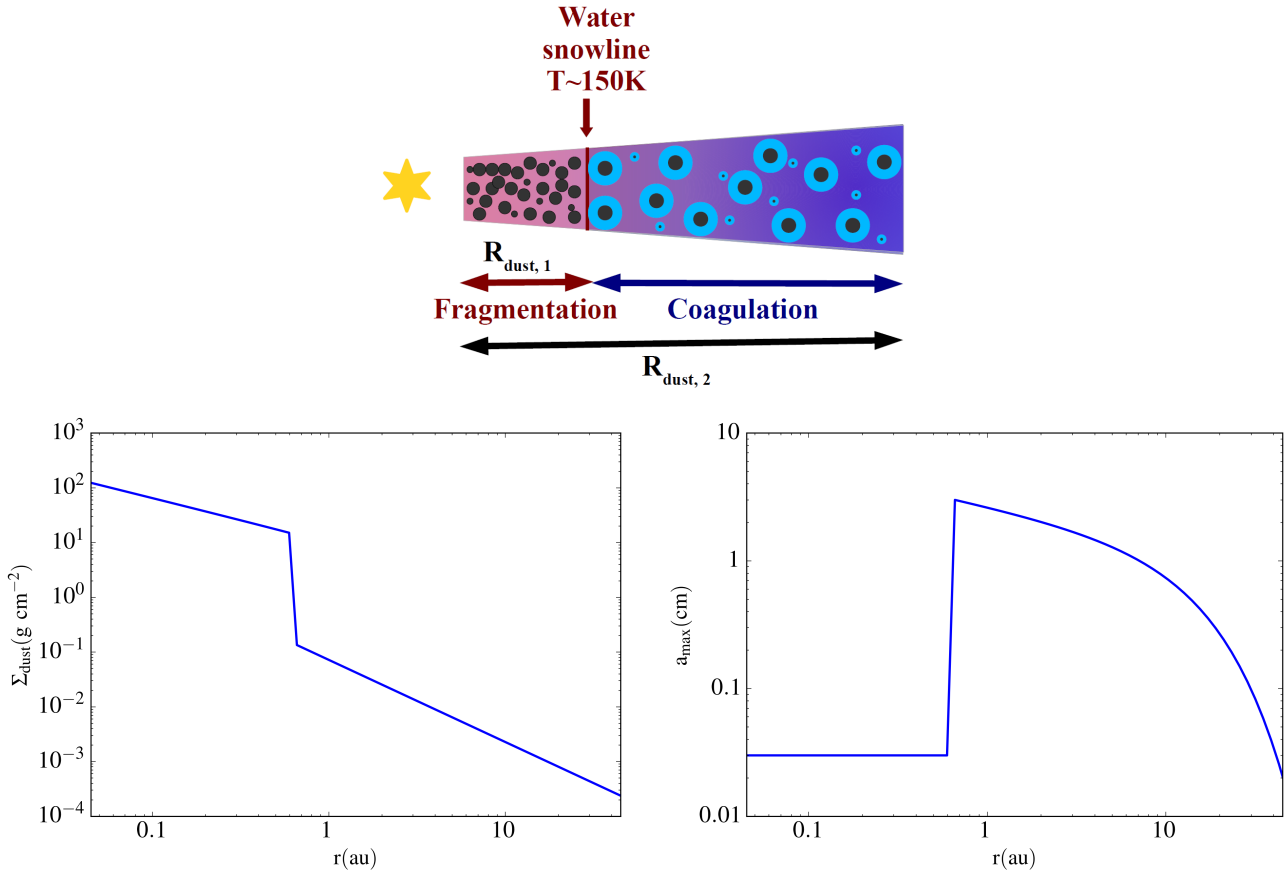 Water
snowline
T~150K
R_dust, 1
Fragmentation
Coagulation
R_dust, 2
10^3
10^2
10^1
10^0
10^−1
10^−2
10^−3
10^−4
Σ_dust(g cm^−2)
0.1
1
10
r(au)
10
1
0.1
0.01
a_max(cm)
0.1
1
10
r(au)